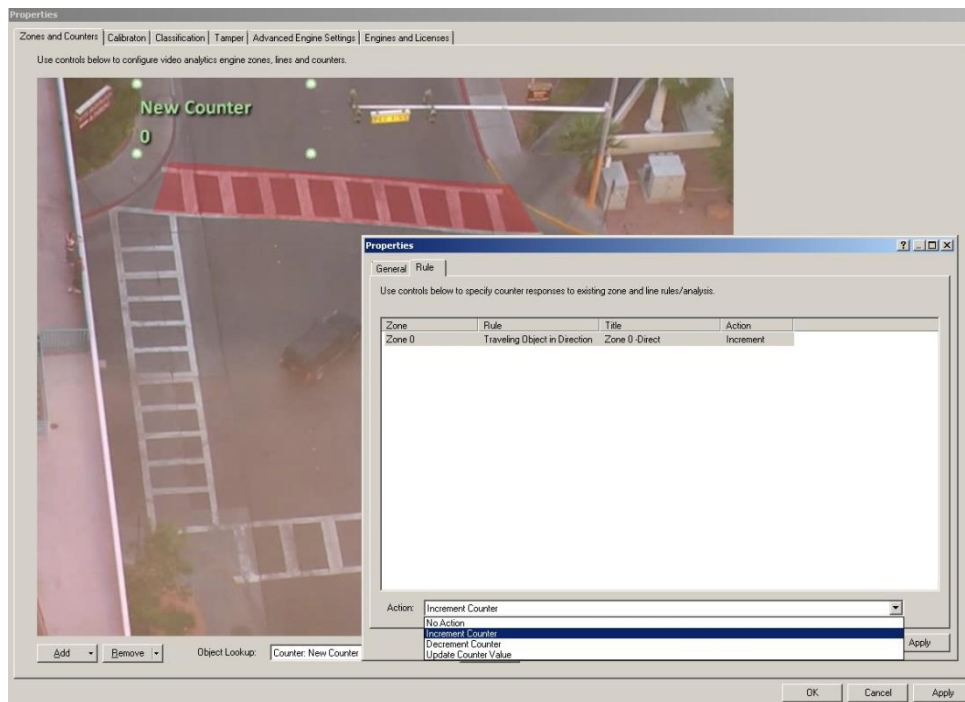 Properties
Zones and Counters Calibraton Classification Tamper Advanced Engine Settings Engines and Licenses
Use controls below to configure video analytics engine zones, lines and counters.
New Counter
0
Properties
General Rule
Use controls below to specify counter responses to existing zone and line rules/analysis.
Zone Rule Title Action
Zone 0 Traveling Object in Direction Zone 0 -Direct Increment
Action: Increment Counter
No Action
Increment Counter
Decrement Counter
Update Counter Value
Apply
Add Remove Object Lookup: Counter: New Counter
OK Cancel Apply